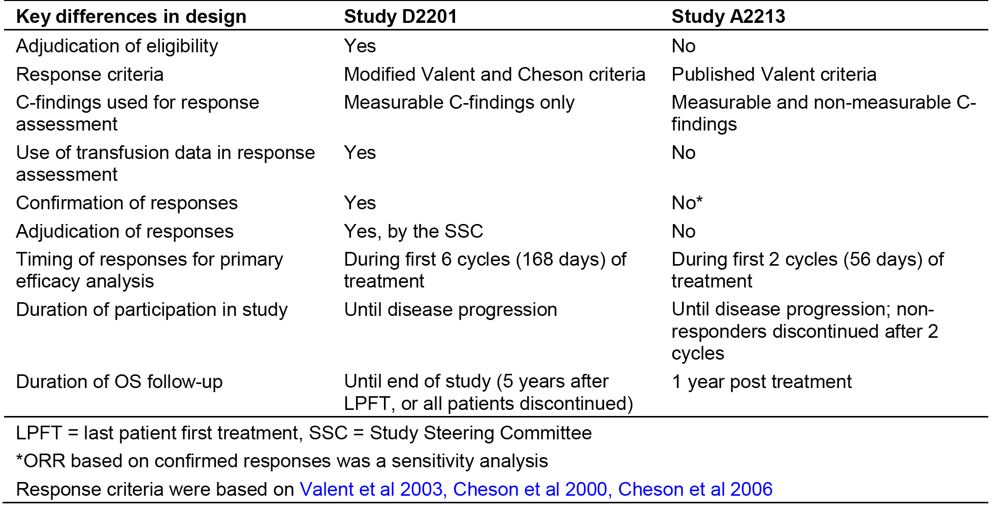 Key differences in design Study D2201 Study A2213
Adjudication of eligibility Yes No
Response criteria Modified Valent and Cheson criteria Published Valent criteria
C-findings used for response Measurable C-findings only Measurable and non-measurable C-
assessment findings
Use of transfusion data in response Yes No
assessment
Confirmation of responses Yes No*
Adjudication of responses Yes, by the SSC No
Timing of responses for primary During first 6 cycles (168 days) of During first 2 cycles (56 days) of
efficacy analysis treatment treatment
Duration of participation in study Until disease progression Until disease progression; non-
responders discontinued after 2
cycles
Duration of OS follow-up Until end of study (5 years after 1 year post treatment
LPFT, or all patients discontinued)
LPFT = last patient first treatment, SSC = Study Steering Committee
*ORR based on confirmed responses was a sensitivity analysis
Response criteria were based on Valent et al 2003, Cheson et al 2000, Cheson et al 2006